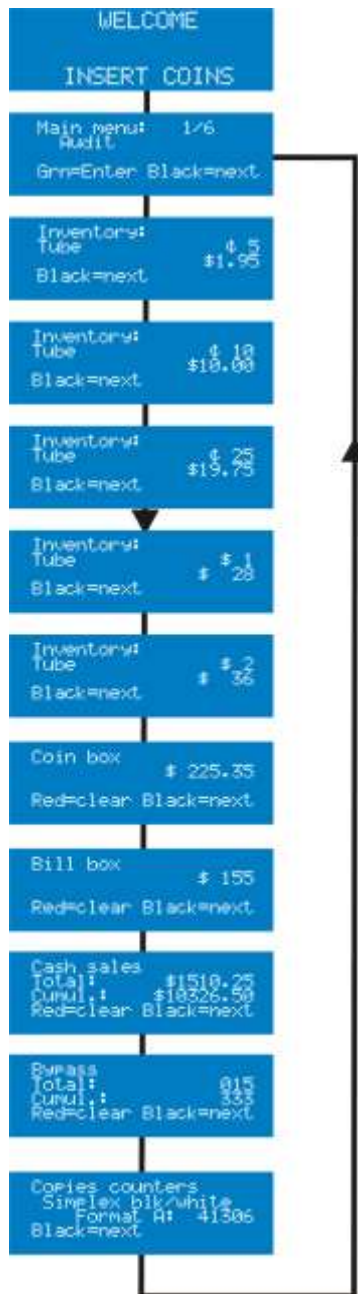 WELCOME
INSERT COINS
Main menu: 1/6
Audit
Grn=Enter Black=next
Inventory:
Tube ¢ 5
$1.95
Black=next
Inventory:
Tube ¢ 10
$10.00
Black=next
Inventory:
Tube ¢ 25
$19.75
Black=next
Inventory:
Tube $ 1
$ 28
Black=next
Inventory:
Tube $ 2
$ 36
Black=next
Coin box
$ 225.35
Red=clear Black=next
Bill box
$ 155
Red=clear Black=next
Cash sales
Total: $1510.25
Cumul.: $10326.50
Red=clear Black=next
Bypass
Total: 015
Cumul.: 333
Red=clear Black=next
Copies counters
Simplex blk/white
Format A: 41306
Black=next